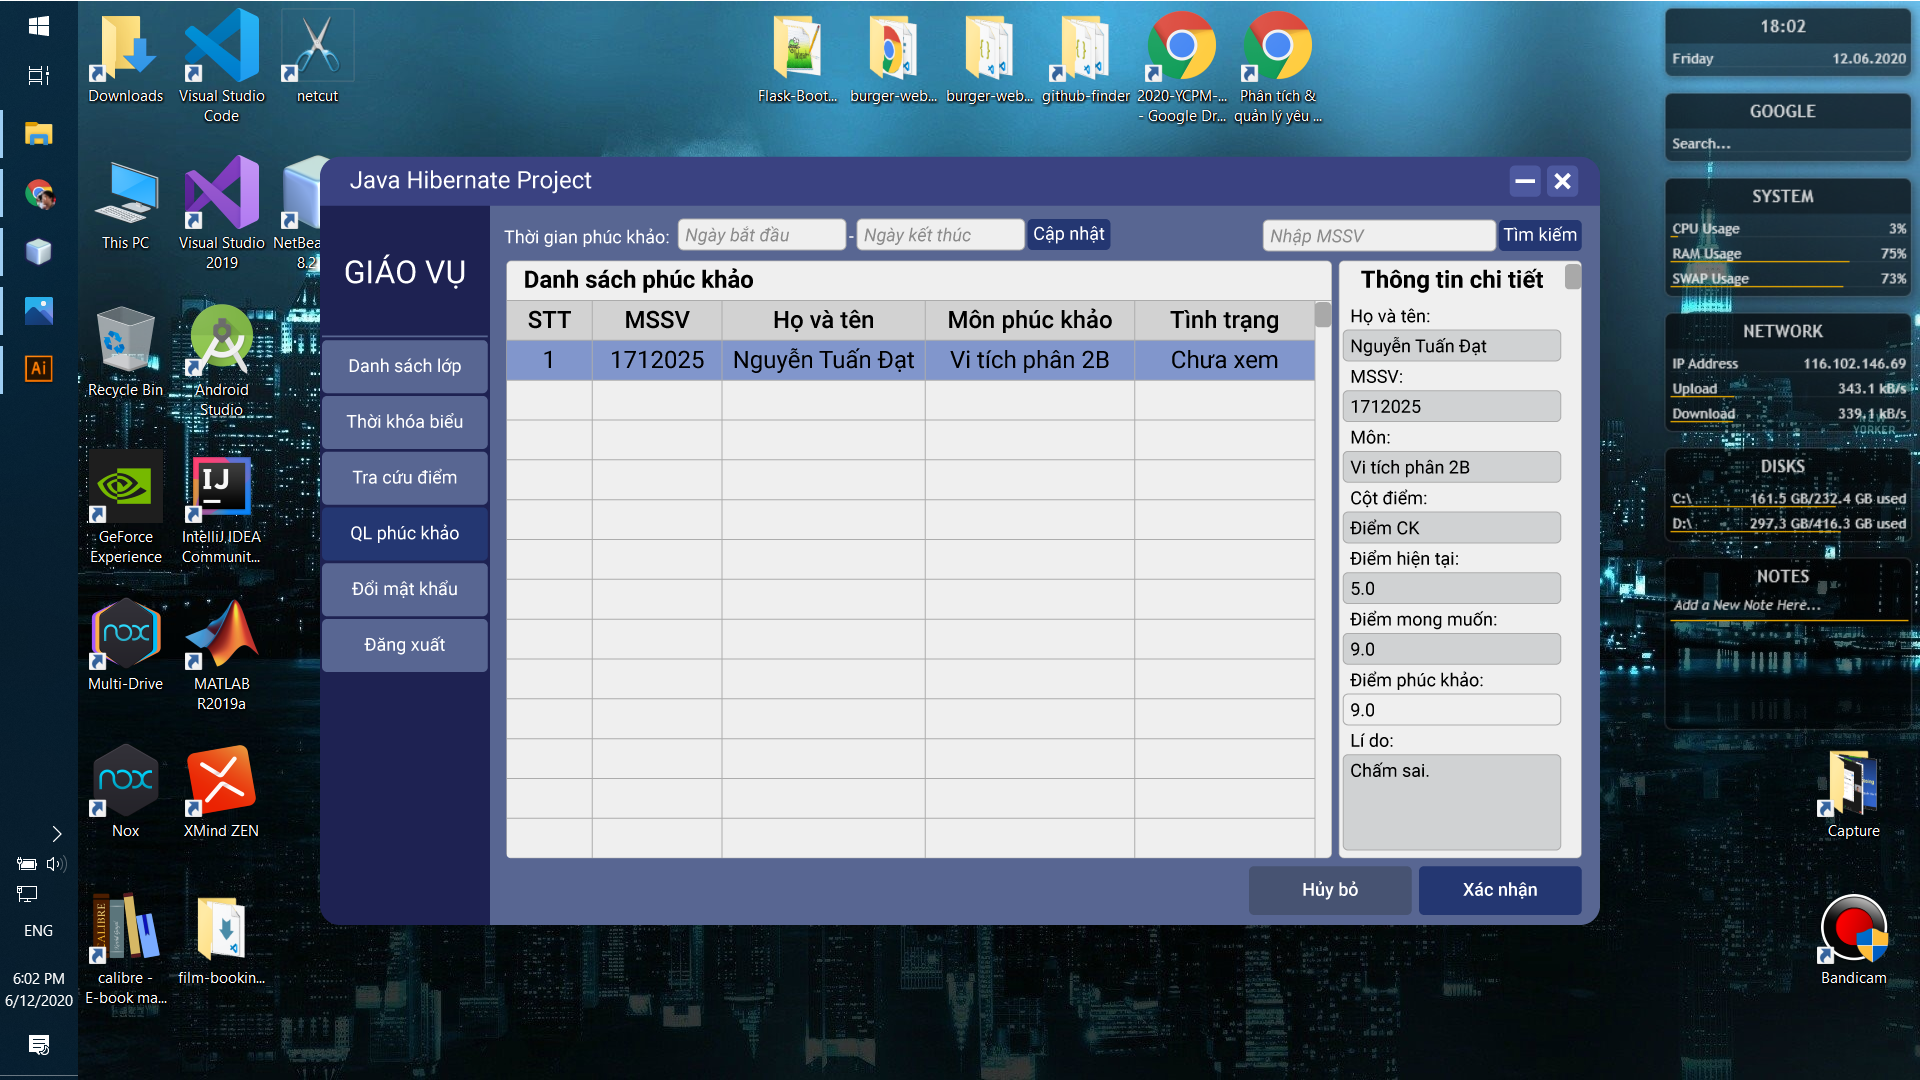 Downloads
Visual Studio
Code
netcut
Flask-Boot...
burger-web...
burger-web...
github-finder
2020-YCPM-...
- Google Dr...
Phân tích &
quản lý yêu ...
This PC
Visual Studio
2019
NetBea
8.2
Recycle Bin
Android
Studio
GeForce
Experience
IJ
IntelliJ IDEA
Communit...
nox
Multi-Drive
MATLAB
R2019a
nox
Nox
XMind ZEN
CALIBRE
calibre -
E-book ma...
film-bookin...
Ai
ENG
6:02 PM
6/12/2020
Java Hibernate Project
GIÁO VỤ
Danh sách lớp
Thời khóa biểu
Tra cứu điểm
QL phúc khảo
Đổi mật khẩu
Đăng xuất
Thời gian phúc khảo: Ngày bắt đầu - Ngày kết thúc Cập nhật
Nhập MSSV Tìm kiếm
Danh sách phúc khảo
STT MSSV Họ và tên Môn phúc khảo Tình trạng
1 1712025 Nguyễn Tuấn Đạt Vi tích phân 2B Chưa xem
Thông tin chi tiết
Họ và tên:
Nguyễn Tuấn Đạt
MSSV:
1712025
Môn:
Vi tích phân 2B
Cột điểm:
Điểm CK
Điểm hiện tại:
5.0
Điểm mong muốn:
9.0
Điểm phúc khảo:
9.0
Lí do:
Chấm sai.
Hủy bỏ Xác nhận
18:02
Friday 12.06.2020
GOOGLE
Search...
SYSTEM
CPU Usage 3%
RAM Usage 75%
SWAP Usage 73%
NETWORK
IP Address 116.102.146.69
Upload 343.1 kB/s
Download 339.1 kB/s
YORKER
DISKS
C:\ 161.5 GB/232.4 GB used
D:\ 297.3 GB/416.3 GB used
NOTES
Add a New Note Here...
Capture
Bandicam